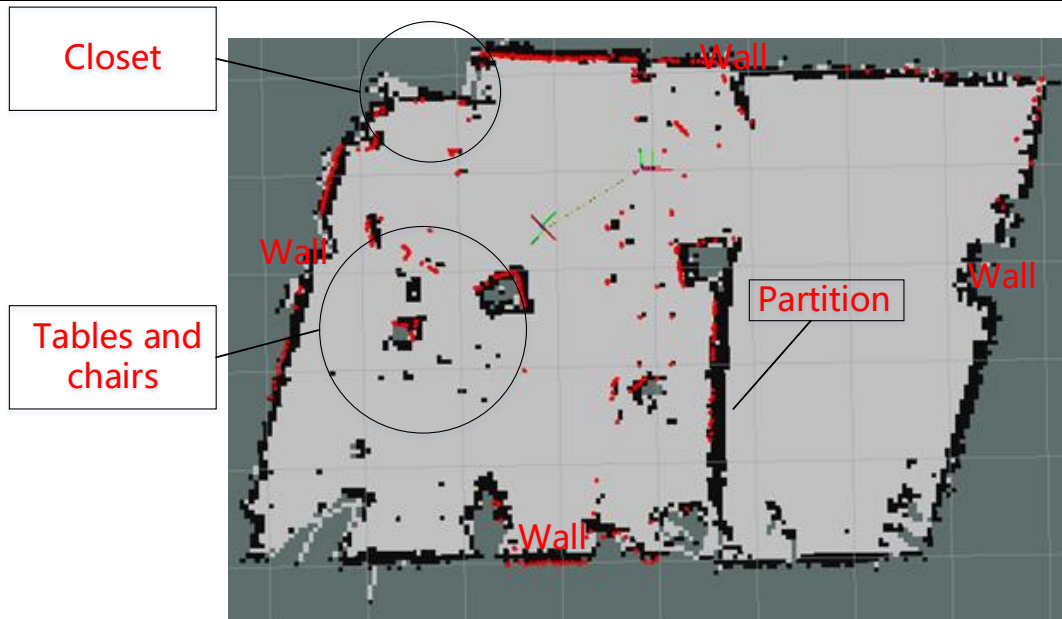 Closet
Wall
Wall
Wall
Partition
Tables and
chairs
Wall